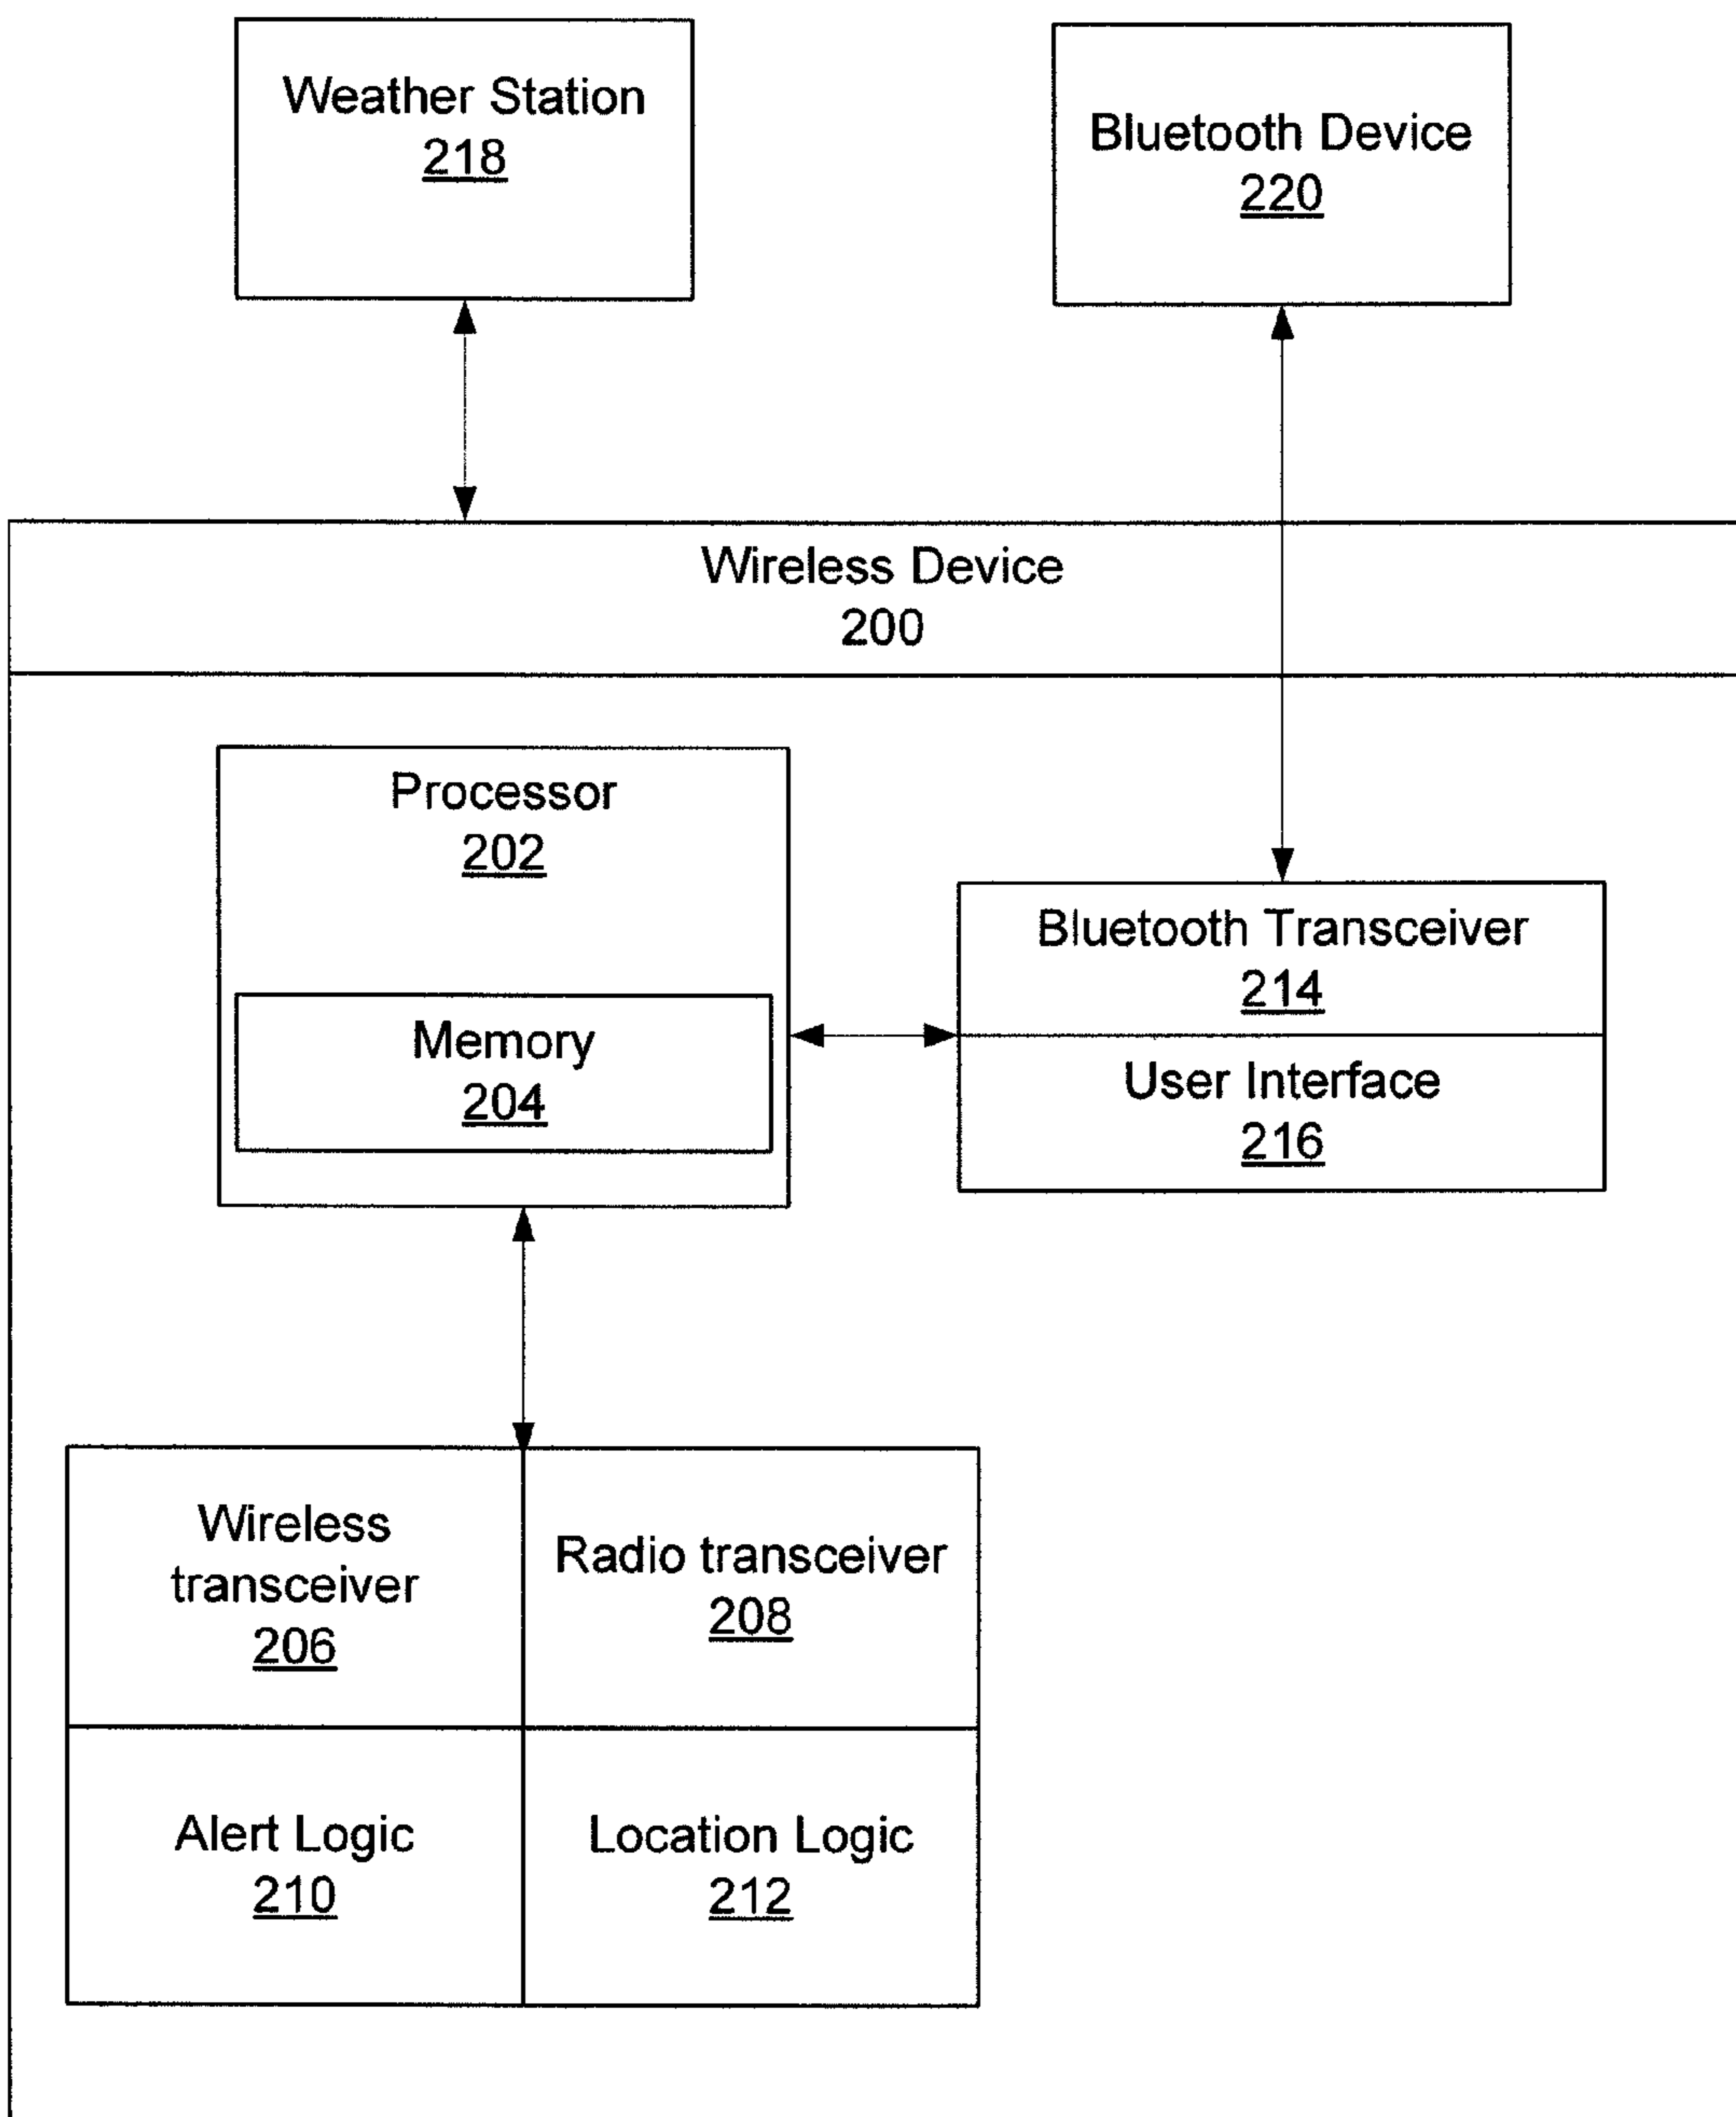 Weather Station
218
Bluetooth Device
220
Wireless Device
200
Processor
202
Memory
204
Bluetooth Transceiver
214
User Interface
216
Wireless
transceiver
206
Radio transceiver
208
Alert Logic
210
Location Logic
212